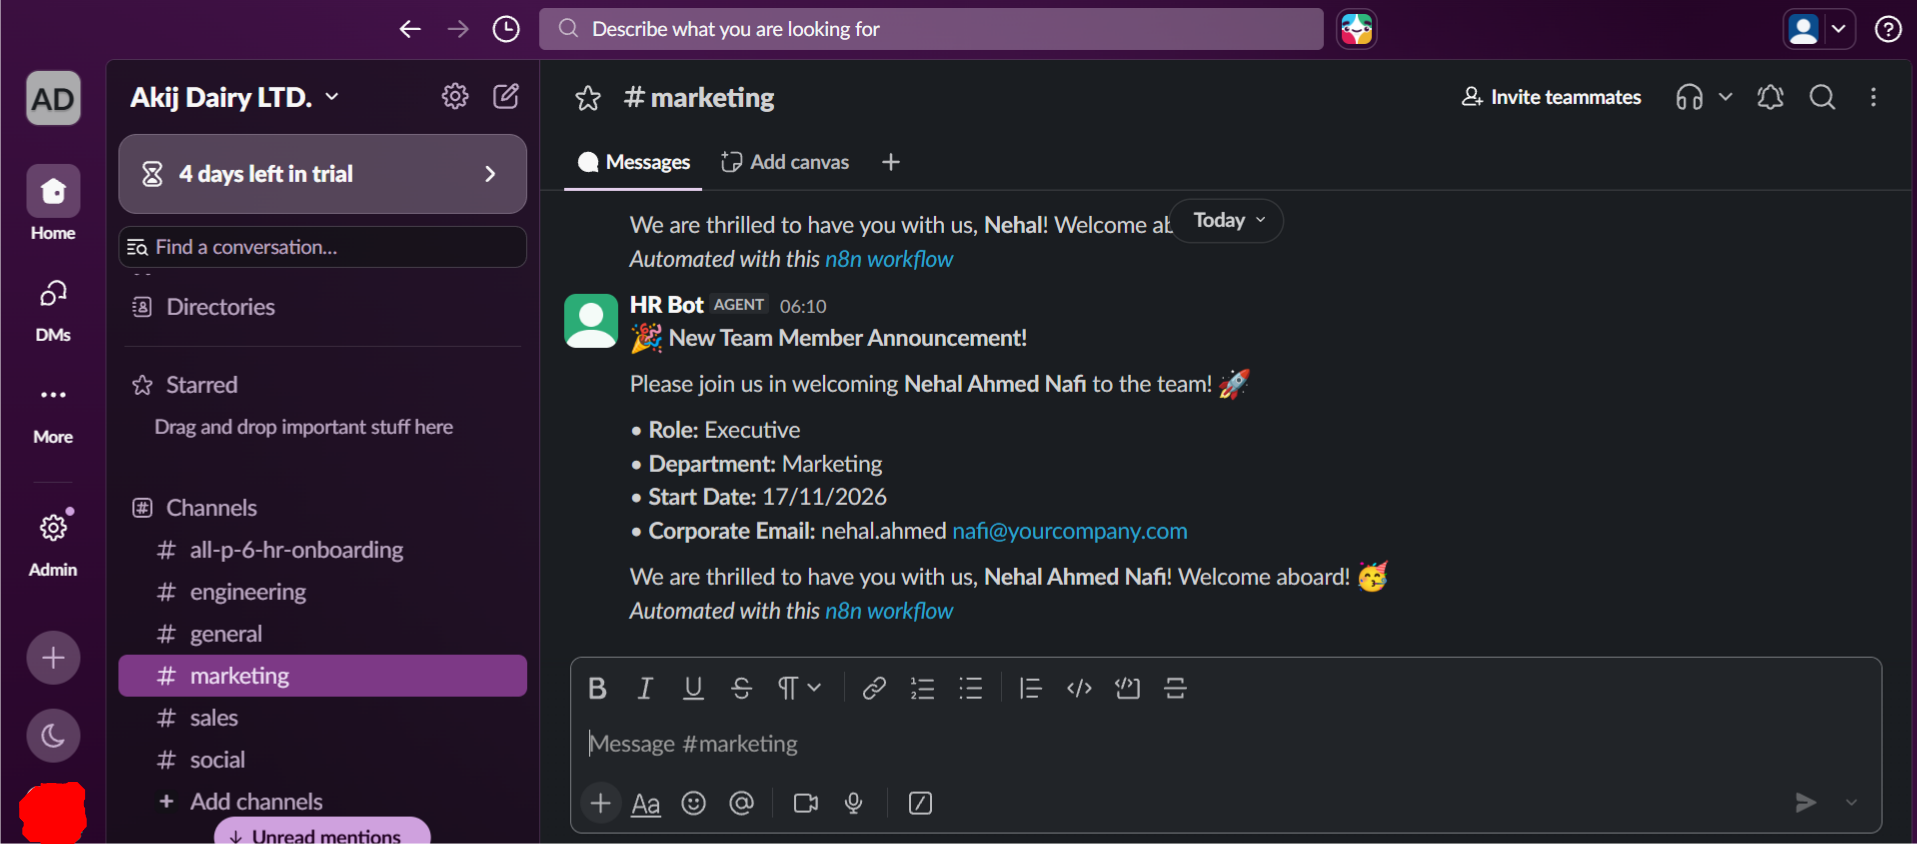 Describe what you are looking for
AD
Home
DMs
More
Admin
Akij Dairy LTD.
4 days left in trial
Find a conversation...
Directories
Starred
Drag and drop important stuff here
Channels
# all-p-6-hr-onboarding
# engineering
# general
# marketing
# sales
# social
+ Add channels
↓ Unread mentions
# marketing
Invite teammates
Messages
Add canvas
+
Today
We are thrilled to have you with us, Nehal! Welcome
Automated with this n8n workflow
HR Bot AGENT 06:10
🎉 New Team Member Announcement!
Please join us in welcoming Nehal Ahmed Nafi to the team! 🚀
• Role: Executive
• Department: Marketing
• Start Date: 17/11/2026
• Corporate Email: nehal.ahmed nafi@yourcompany.com
We are thrilled to have you with us, Nehal Ahmed Nafi! Welcome aboard! 🥳
Automated with this n8n workflow
B I U S
Message #marketing
Aa